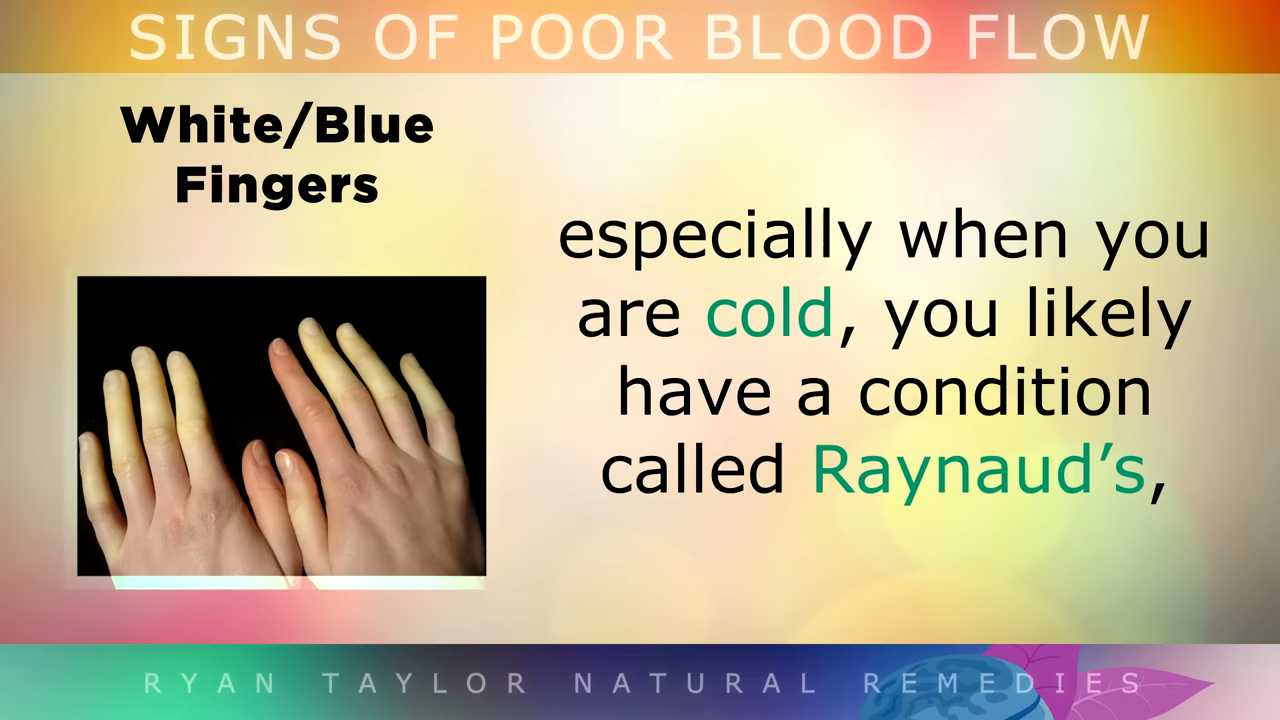 SIGNS OF POOR BLOOD FLOW
White/Blue
Fingers
especially when you
are cold, you likely
have a condition
called Raynaud’s,
RYAN TAYLOR NATURAL REMEDIES